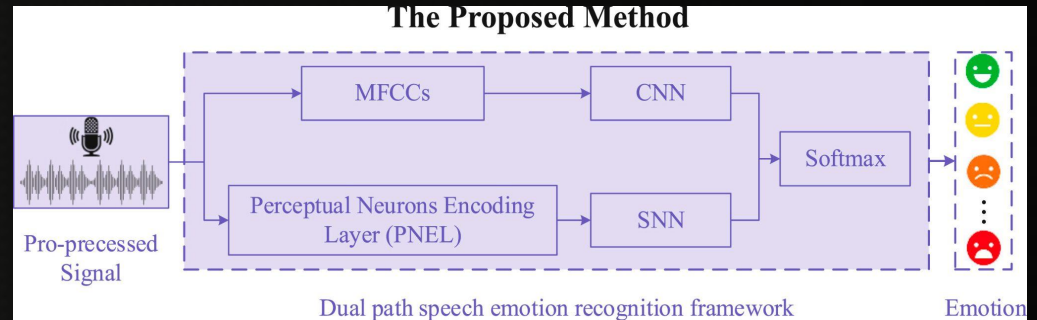 The Proposed Method
MFCCs
CNN
Softmax
Perceptual Neurons Encoding
Layer (PNEL)
SNN
Pro-precessed
Signal
Dual path speech emotion recognition framework
Emotion